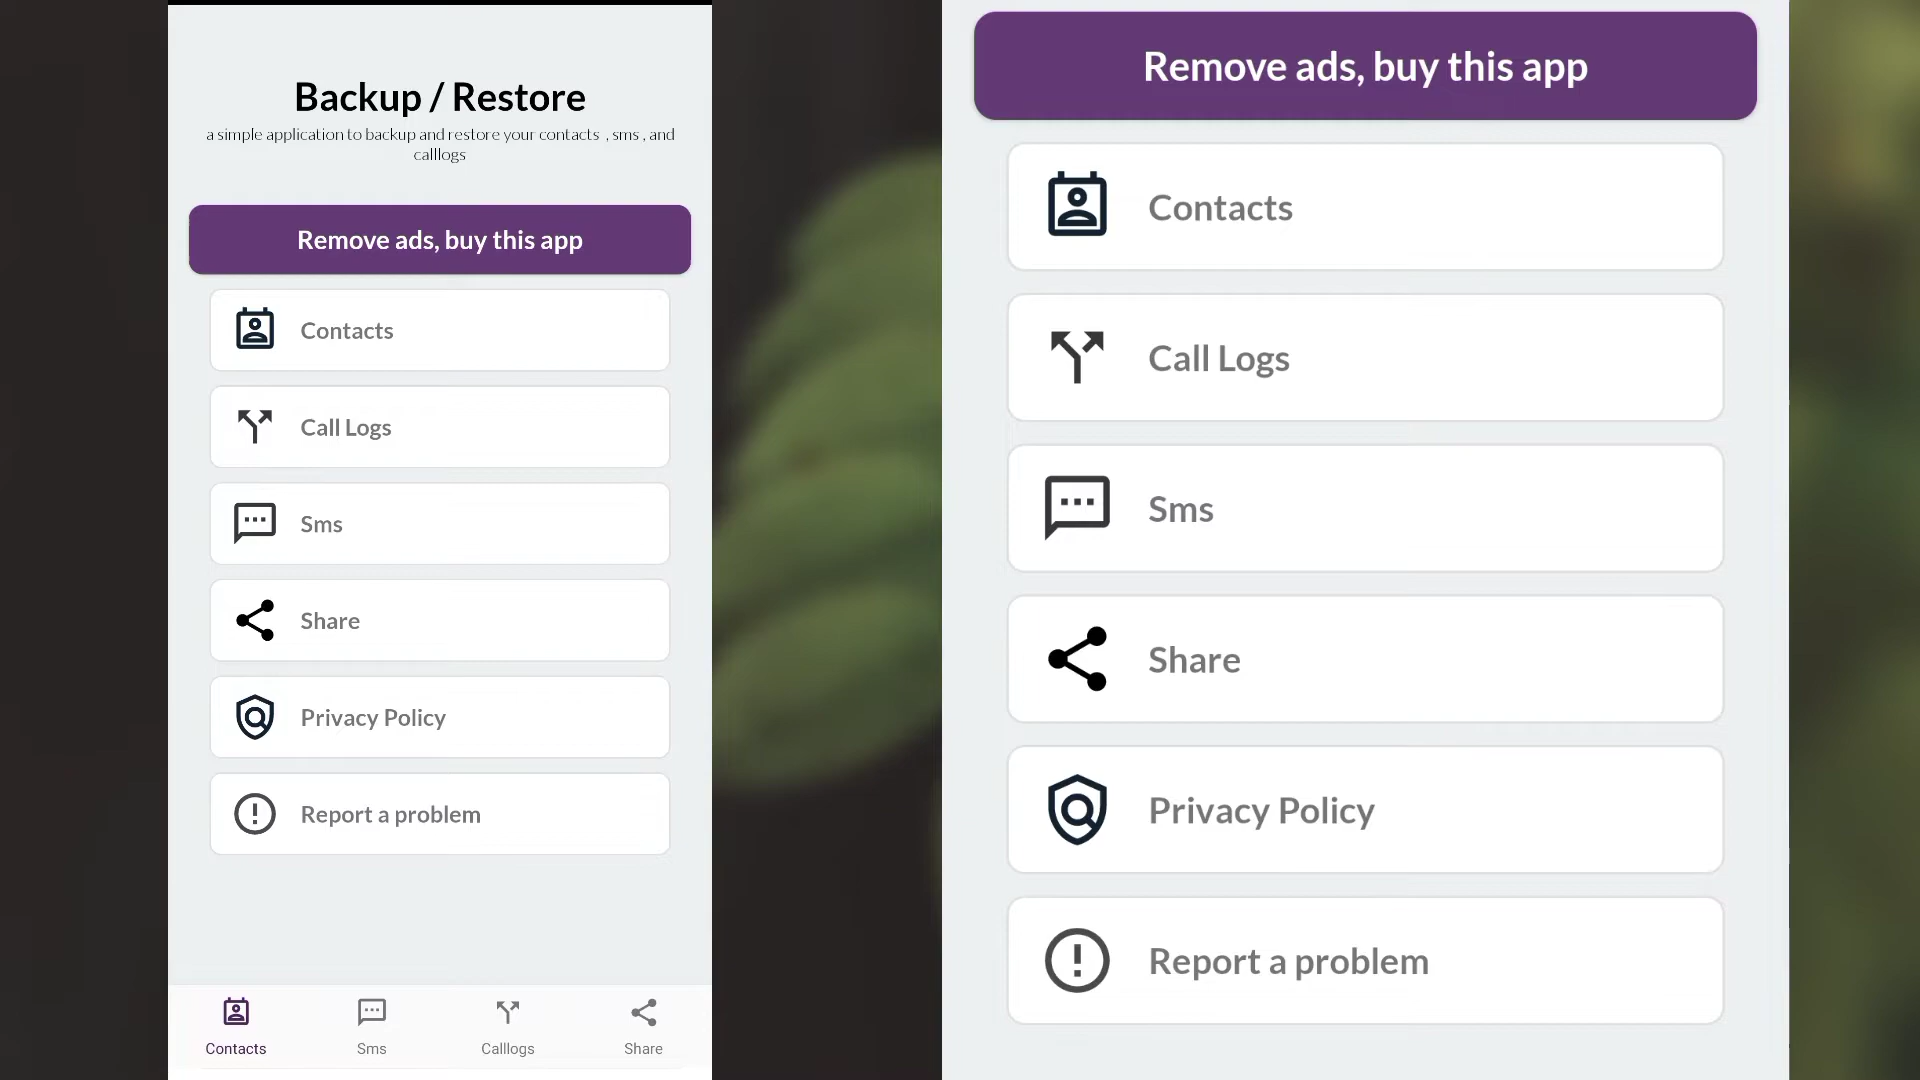 Backup / Restore
a simple application to backup and restore your contacts , sms , and
calllogs
Remove ads, buy this app
Contacts
Call Logs
Sms
Share
Privacy Policy
Report a problem
Contacts
Sms
Calllogs
Share
Remove ads, buy this app
Contacts
Call Logs
Sms
Share
Privacy Policy
Report a problem